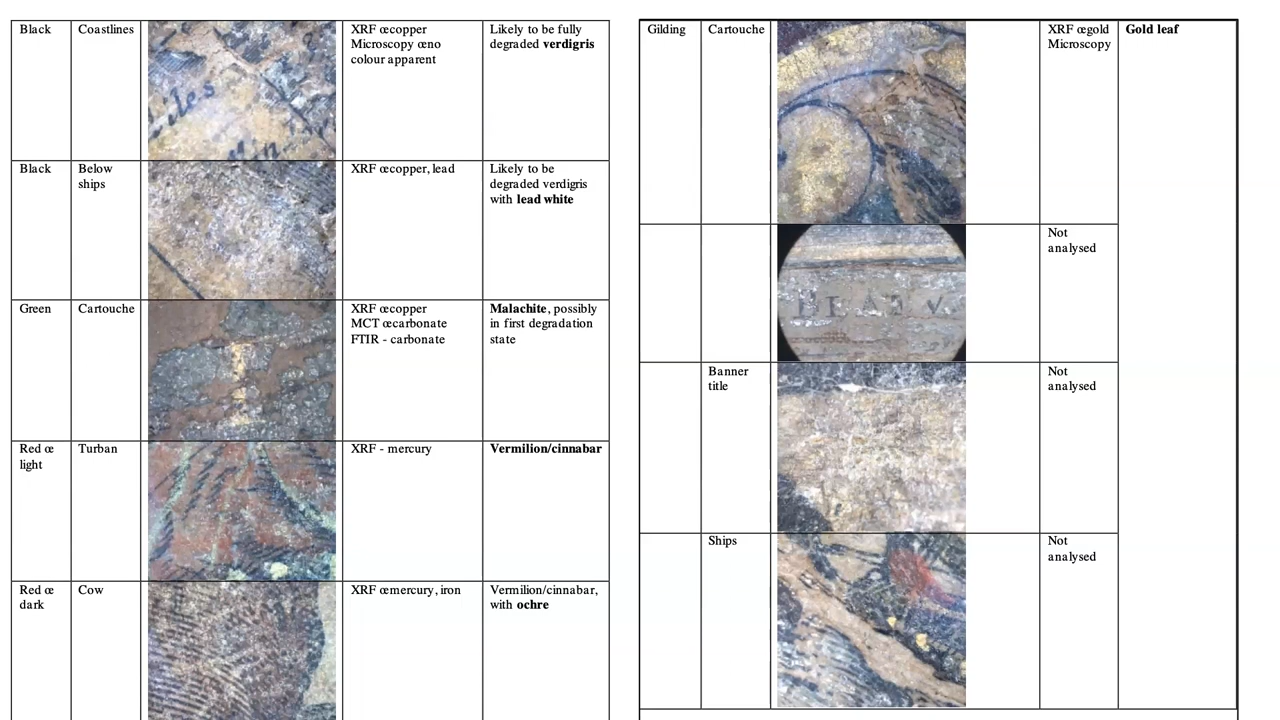 Black
Coastlines
XRF œcopper
Microscopy œno
colour apparent
Likely to be fully
degraded verdigris
Black
Below
ships
XRF œcopper, lead
Likely to be
degraded verdigris
with lead white
Green
Cartouche
XRF œcopper
MCT œcarbonate
FTIR - carbonate
Malachite, possibly
in first degradation
state
Red œ
light
Turban
XRF - mercury
Vermilion/cinnabar
Red œ
dark
Cow
XRF œmercury, iron
Vermilion/cinnabar,
with ochre
Gilding
Cartouche
XRF œgold
Microscopy
Gold leaf
Not
analysed
Banner
title
Not
analysed
Ships
Not
analysed